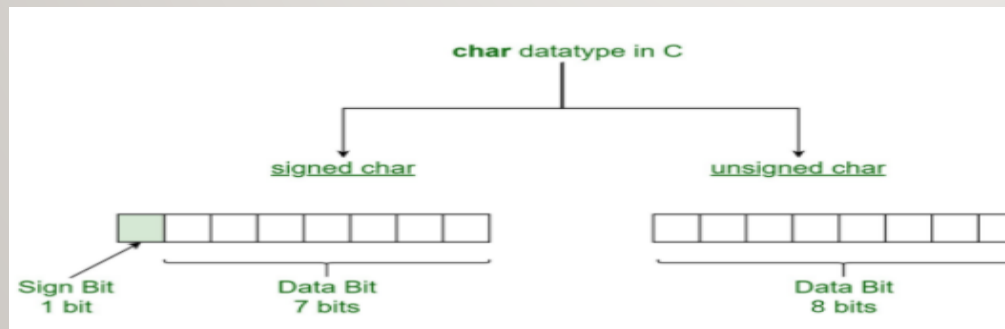 char datatype in C
signed char
unsigned char
Sign Bit
1 bit
Data Bit
7 bits
Data Bit
8 bits